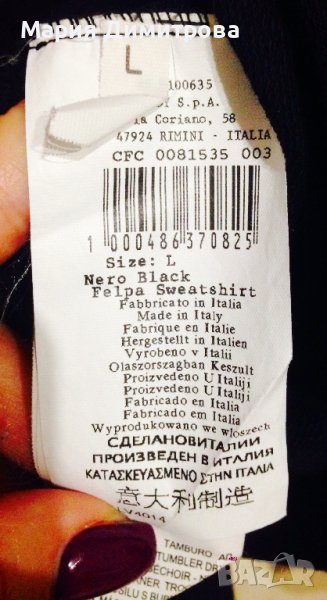 Мария Димитрова
L
100635
S.p.A.
Coriano, 58
47924 RIMINI - ITALIA
CFC 0081535 003
1 000486 370825
Size: L
Nero Black
Felpa Sweatshirt
Fabbricato in Italia
Made in Italy
Fabrique en Italie
Hergestellt in Italien
Vyrobeno v Italii
Olaszorszagban Keszult
Proizvedeno U Italiji
Proizvedeno U Italiji
Fabricado en Italia
Fabricado em Italia
Wyprodukowano we wloszech
СДЕЛАНОВИТАЛИИ
ПРОИЗВЕДЕН В ИТАЛИЯ
ΚΑΤΑΣΚΕΥΑΣΜΕΝΟ ΣΤΗΝ ΙΤΑΛΙΑ
意大利制造
TAMBURO
TUMBLER
bazar